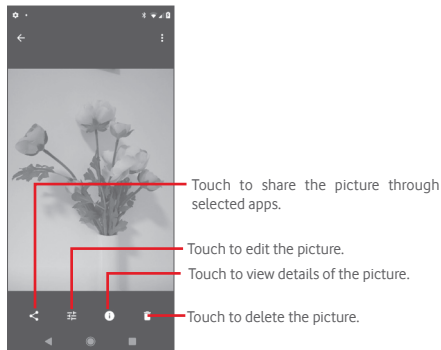 Touch to share the picture through
selected apps.
Touch to edit the picture.
Touch to view details of the picture.
Touch to delete the picture.